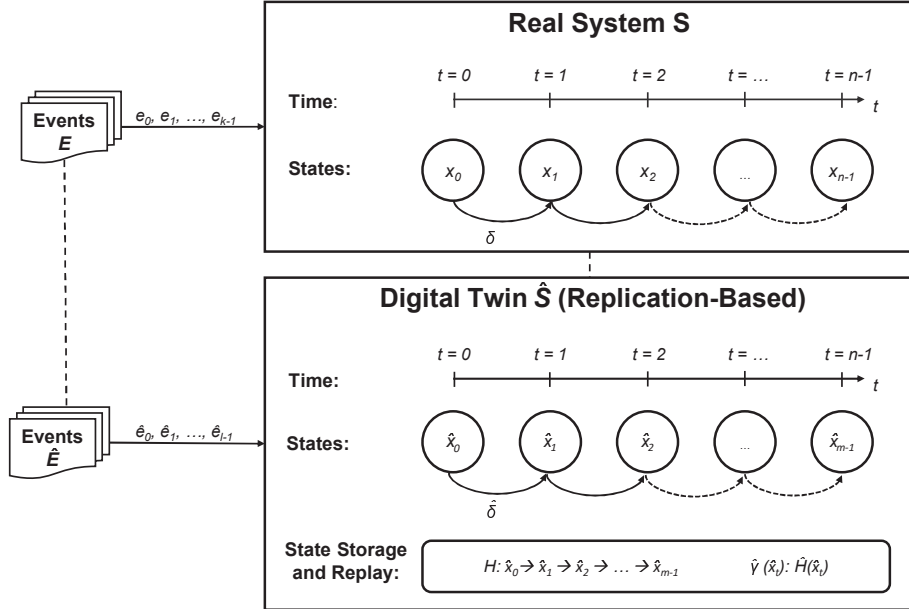 Real System S
t = 0 t = 1 t = 2 t = ... t = n-1
Time: t
Events
E
e₀, e₁, ..., eₖ₋₁
States: x₀ x₁ x₂ ... xₙ₋₁
δ
Digital Twin Ŝ (Replication-Based)
t = 0 t = 1 t = 2 t = ... t = n-1
Time: t
Events
Ê
ê₀, ê₁, ..., êₗ₋₁
States: x̂₀ x̂₁ x̂₂ ... x̂ₘ₋₁
δ̂
State Storage
and Replay:
H: x̂₀→ x̂₁→ x̂₂→ ... → x̂ₘ₋₁ γ̂ (x̂ₜ): Ĥ(x̂ₜ)